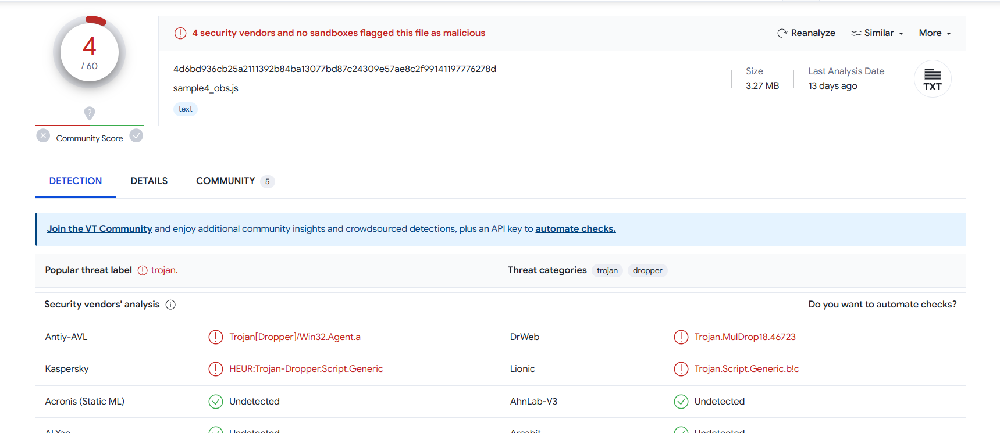 4
/ 60
Community Score
4 security vendors and no sandboxes flagged this file as malicious
Reanalyze
Similar
More
4d6bd936cb25a2111392b84ba13077bd87c24309e57ae8c2f99141197776278d
sample4_obs.js
text
Size
3.27 MB
Last Analysis Date
13 days ago
TXT
DETECTION
DETAILS
COMMUNITY 5
Join the VT Community and enjoy additional community insights and crowdsourced detections, plus an API key to automate checks.
Popular threat label trojan.
Threat categories trojan dropper
Security vendors' analysis
Do you want to automate checks?
Antiy-AVL Trojan[Dropper]/Win32.Agent.a DrWeb Trojan.MulDrop18.46723
Kaspersky HEUR:Trojan-Dropper.Script.Generic Lionic Trojan.Script.Generic.b!c
Acronis (Static ML) Undetected AhnLab-V3 Undetected
ALYac Undetected Arcabit Undetected